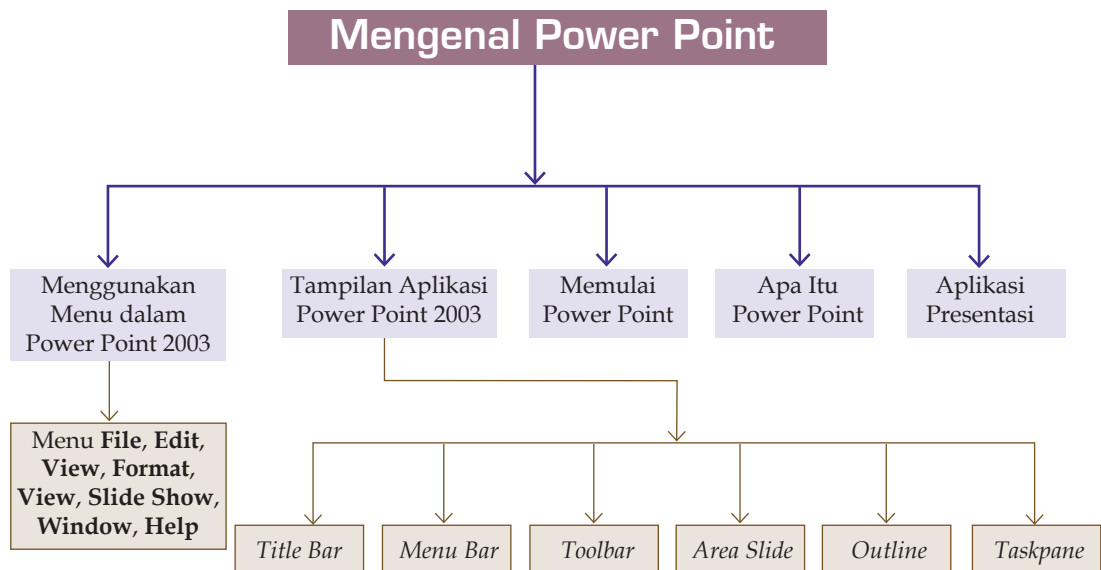 Mengenal Power Point
Menggunakan
Menu dalam
Power Point 2003
Tampilan Aplikasi
Power Point 2003
Memulai
Power Point
Apa Itu
Power Point
Aplikasi
Presentasi
Menu File, Edit,
View, Format,
View, Slide Show,
Window, Help
Title Bar
Menu Bar
Toolbar
Area Slide
Outline
Taskpane